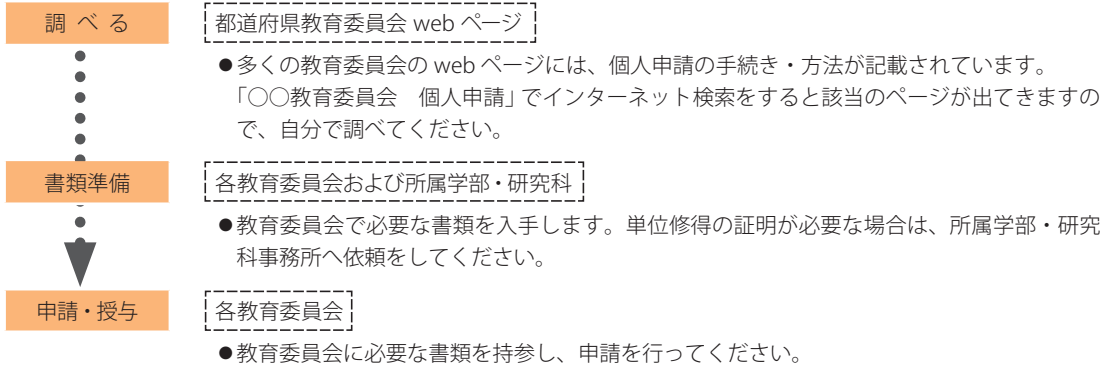 調べる
都道府県教育委員会 web ページ
●多くの教育委員会の web ページには、個人申請の手続き・方法が記載されています。
「○○教育委員会　個人申請」でインターネット検索をすると該当のページが出てきますの
で、自分で調べてください。
書類準備
各教育委員会および所属学部・研究科
●教育委員会で必要な書類を入手します。単位修得の証明が必要な場合は、所属学部・研究
科事務所へ依頼をしてください。
申請・授与
各教育委員会
●教育委員会に必要な書類を持参し、申請を行ってください。